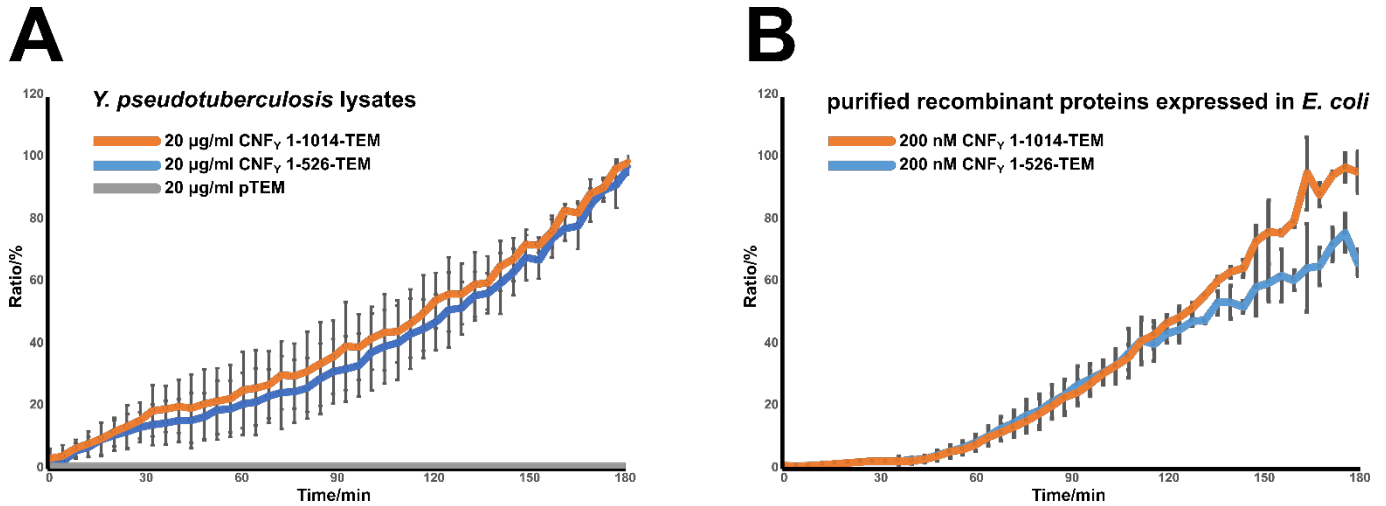 A
Y. pseudotuberculosis lysates
20 µg/ml CNFY 1-1014-TEM
20 µg/ml CNFY 1-526-TEM
20 µg/ml pTEM
Ratio/%
120
100
80
60
40
20
0
0 30 60 90 120 150 180
Time/min
B
purified recombinant proteins expressed in E. coli
200 nM CNFY 1-1014-TEM
200 nM CNFY 1-526-TEM
Ratio/%
120
100
80
60
40
20
0
0 30 60 90 120 150 180
Time/min